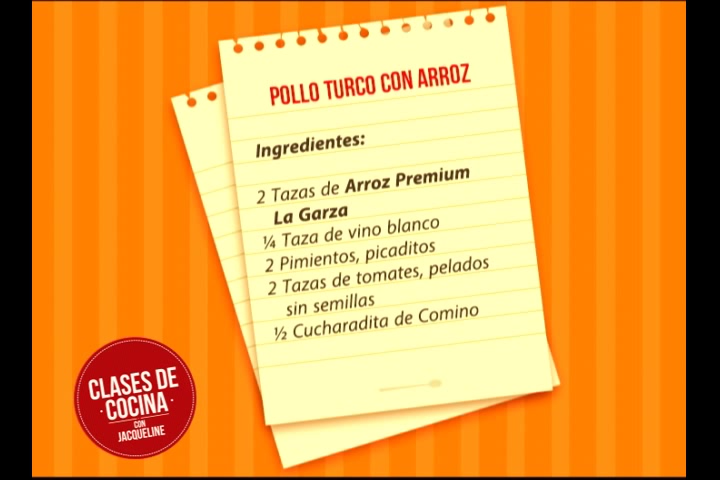 POLLO TURCO CON ARROZ
Ingredientes:
2 Tazas de Arroz Premium
La Garza
¼ Taza de vino blanco
2 Pimientos, picaditos
2 Tazas de tomates, pelados
sin semillas
½ Cucharadita de Comino
CLASES DE
· COCINA ·
CON
JACQUELINE